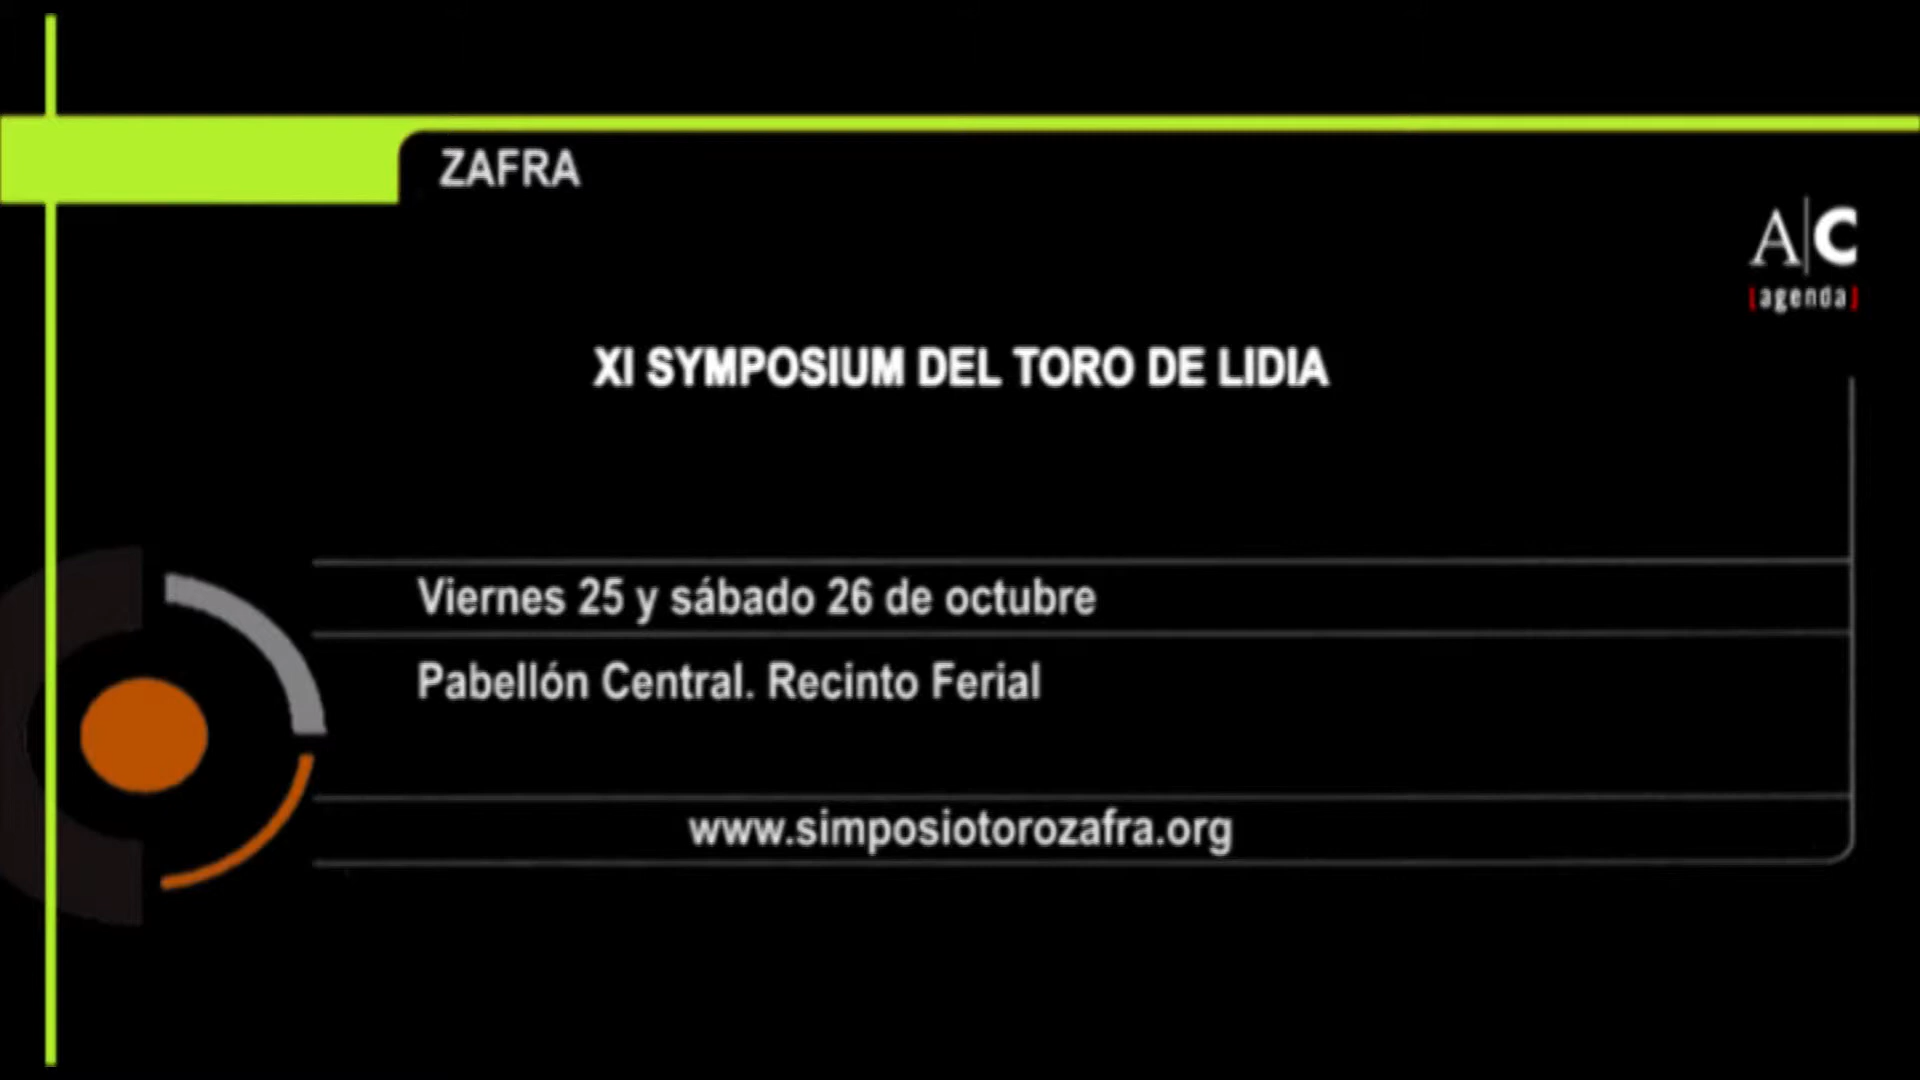 ZAFRA
A|C
[agenda]
XI SYMPOSIUM DEL TORO DE LIDIA
Viernes 25 y sábado 26 de octubre
Pabellón Central. Recinto Ferial
www.simposiotorozafra.org